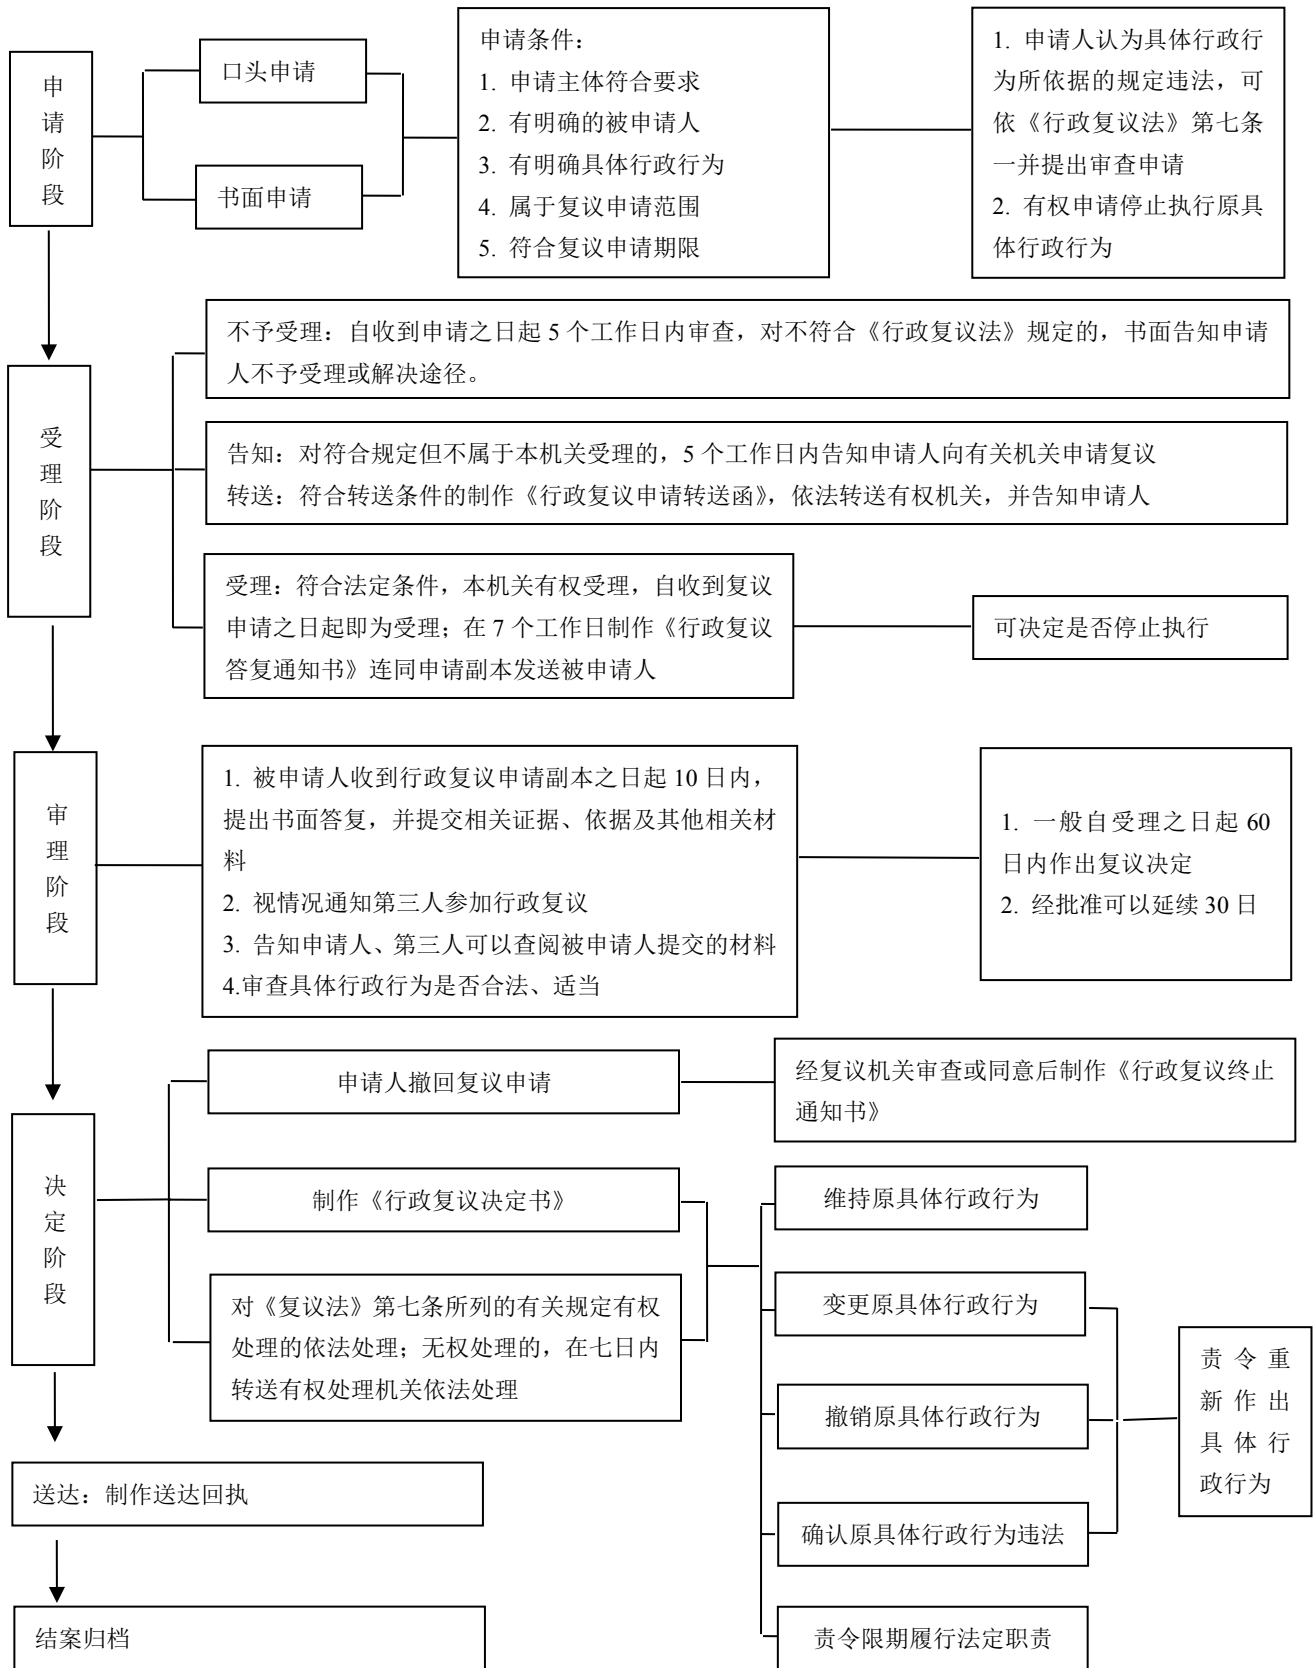 申请阶段
口头申请
书面申请
申请条件：
1. 申请主体符合要求
2. 有明确的被申请人
3. 有明确具体行政行为
4. 属于复议申请范围
5. 符合复议申请期限
1. 申请人认为具体行政行
为所依据的规定违法，可
依《行政复议法》第七条
一并提出审查申请
2. 有权申请停止执行原具
体行政行为
受理阶段
不予受理：自收到申请之日起 5 个工作日内审查，对不符合《行政复议法》规定的，书面告知申请
人不予受理或解决途径。
告知：对符合规定但不属于本机关受理的，5 个工作日内告知申请人向有关机关申请复议
转送：符合转送条件的制作《行政复议申请转送函》，依法转送有权机关，并告知申请人
受理：符合法定条件，本机关有权受理，自收到复议
申请之日起即为受理；在 7 个工作日制作《行政复议
答复通知书》连同申请副本发送被申请人
可决定是否停止执行
审理阶段
1. 被申请人收到行政复议申请副本之日起 10 日内，
提出书面答复，并提交相关证据、依据及其他相关材
料
2. 视情况通知第三人参加行政复议
3. 告知申请人、第三人可以查阅被申请人提交的材料
4.审查具体行政行为是否合法、适当
1. 一般自受理之日起 60
日内作出复议决定
2. 经批准可以延续 30 日
决定阶段
申请人撤回复议申请
经复议机关审查或同意后制作《行政复议终止
通知书》
制作《行政复议决定书》
对《复议法》第七条所列的有关规定有权
处理的依法处理；无权处理的，在七日内
转送有权处理机关依法处理
维持原具体行政行为
变更原具体行政行为
撤销原具体行政行为
确认原具体行政行为违法
责令限期履行法定职责
责令重
新作出
具体行
政行为
送达：制作送达回执
结案归档